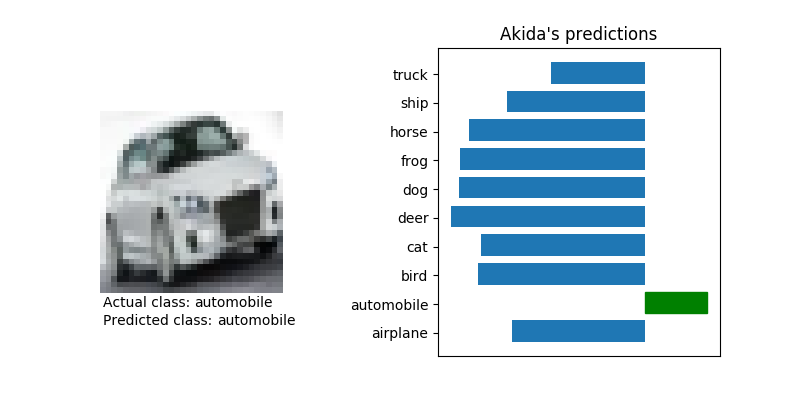 Akida's predictions
truck
ship
horse
frog
dog
deer
cat
bird
automobile
airplane
Actual class: automobile
Predicted class: automobile